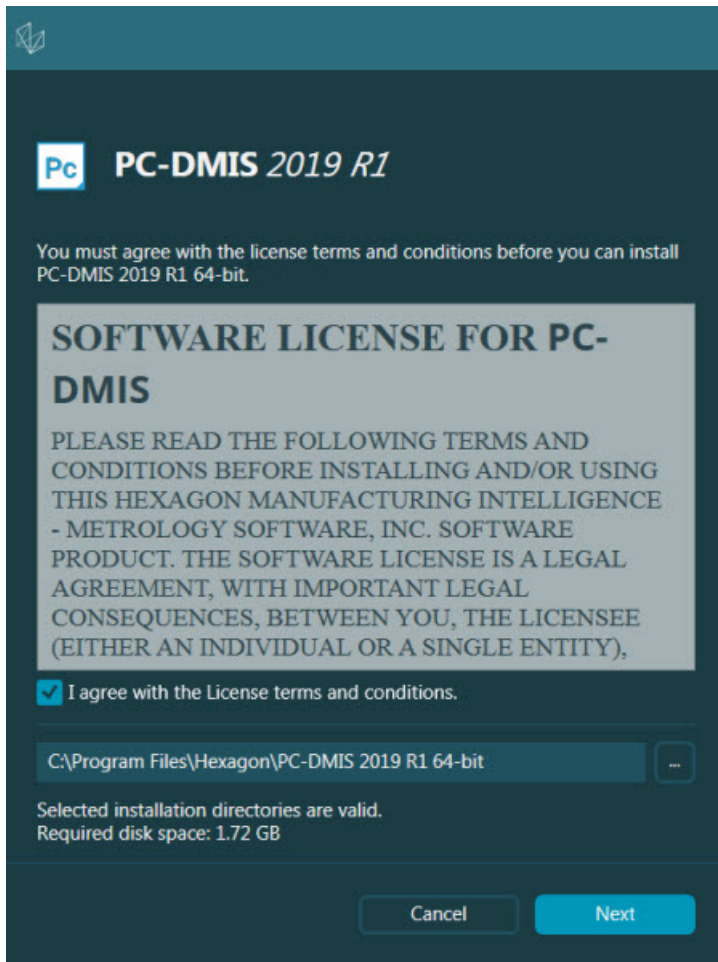 Pc PC-DMIS 2019 R1
You must agree with the license terms and conditions before you can install
PC-DMIS 2019 R1 64-bit.
SOFTWARE LICENSE FOR PC-
DMIS
PLEASE READ THE FOLLOWING TERMS AND
CONDITIONS BEFORE INSTALLING AND/OR USING
THIS HEXAGON MANUFACTURING INTELLIGENCE
- METROLOGY SOFTWARE, INC. SOFTWARE
PRODUCT. THE SOFTWARE LICENSE IS A LEGAL
AGREEMENT, WITH IMPORTANT LEGAL
CONSEQUENCES, BETWEEN YOU, THE LICENSEE
(EITHER AN INDIVIDUAL OR A SINGLE ENTITY),
I agree with the License terms and conditions.
C:\Program Files\Hexagon\PC-DMIS 2019 R1 64-bit ...
Selected installation directories are valid.
Required disk space: 1.72 GB
Cancel Next